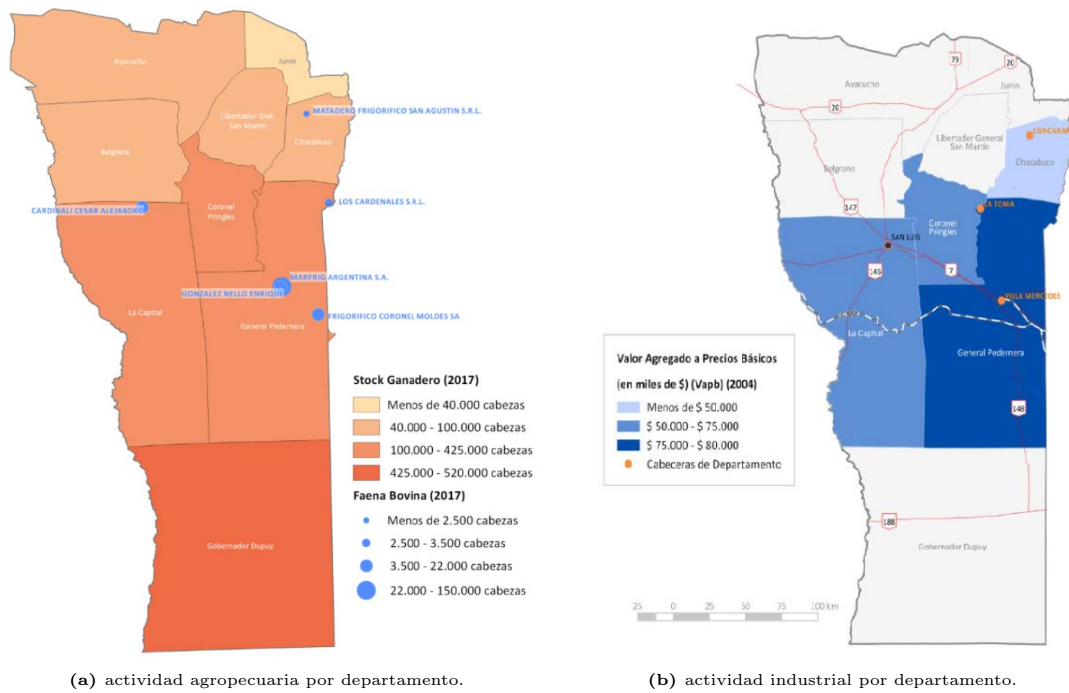 Ayacucho
Junin
Libertador Gral.
San Martín
MATADERO FRIGORIFICO SAN AGUSTIN S.R.L.
Chacabuco
Belgrano
CARDINALI CESAR ALEJANDRO
LOS CARDENALES S.R.L.
Coronel
Pringles
MARFRIG ARGENTINA S.A.
GONZALEZ NELLO ENRIQUE
La Capital
FRIGORIFICO CORONEL MOLDES SA
General Pedernera
Stock Ganadero (2017)
Menos de 40.000 cabezas
40.000 - 100.000 cabezas
100.000 - 425.000 cabezas
425.000 - 520.000 cabezas
Faena Bovina (2017)
Menos de 2.500 cabezas
2.500 - 3.500 cabezas
3.500 - 22.000 cabezas
22.000 - 150.000 cabezas
Gobernador Dupuy
(a) actividad agropecuaria por departamento.
79
20
Ayacucho
Junin
20
Libertador General
San Martín
Chacabuco
Belgrano
LA TOMA
147
Coronel
Pringles
SAN LUIS
146
7
VILLA MERCEDES
La Capital
General Pedernera
Valor Agregado a Precios Básicos
(en miles de $) (Vapb) (2004)
Menos de $ 50.000
$ 50.000 - $ 75.000
$ 75.000 - $ 80.000
Cabeceras de Departamento
148
188
Gobernador Dupuy
25 0 25 50 75 100 km
(b) actividad industrial por departamento.